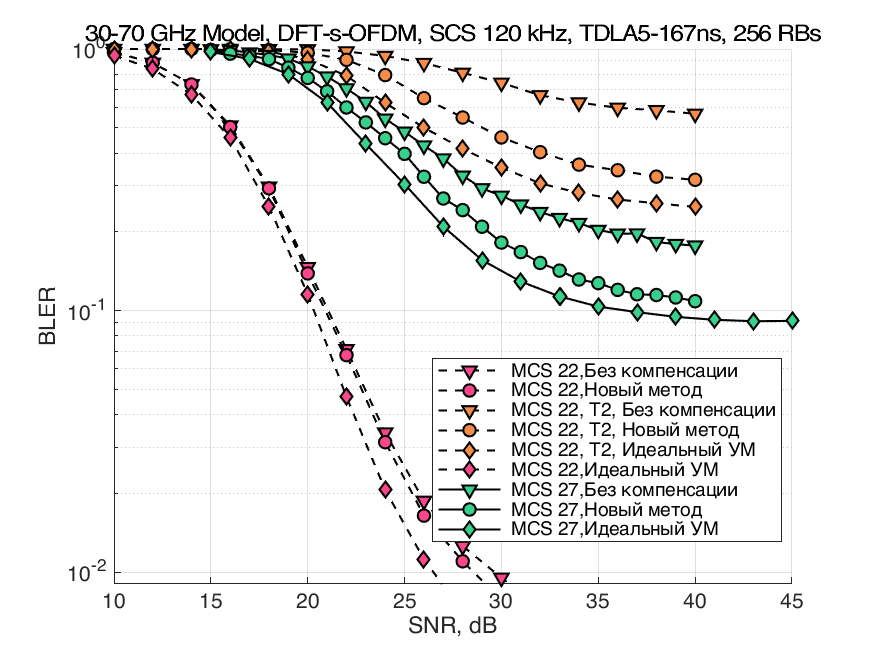 30-70 GHz Model, DFT-s-OFDM, SCS 120 kHz, TDLA5-167ns, 256 RBs
10^0
10^-1
10^-2
BLER
MCS 22,Без компенсации
MCS 22,Новый метод
MCS 22, T2, Без компенсации
MCS 22, T2, Новый метод
MCS 22, T2, Идеальный УМ
MCS 22,Идеальный УМ
MCS 27,Без компенсации
MCS 27,Новый метод
MCS 27,Идеальный УМ
10 15 20 25 30 35 40 45
SNR, dB